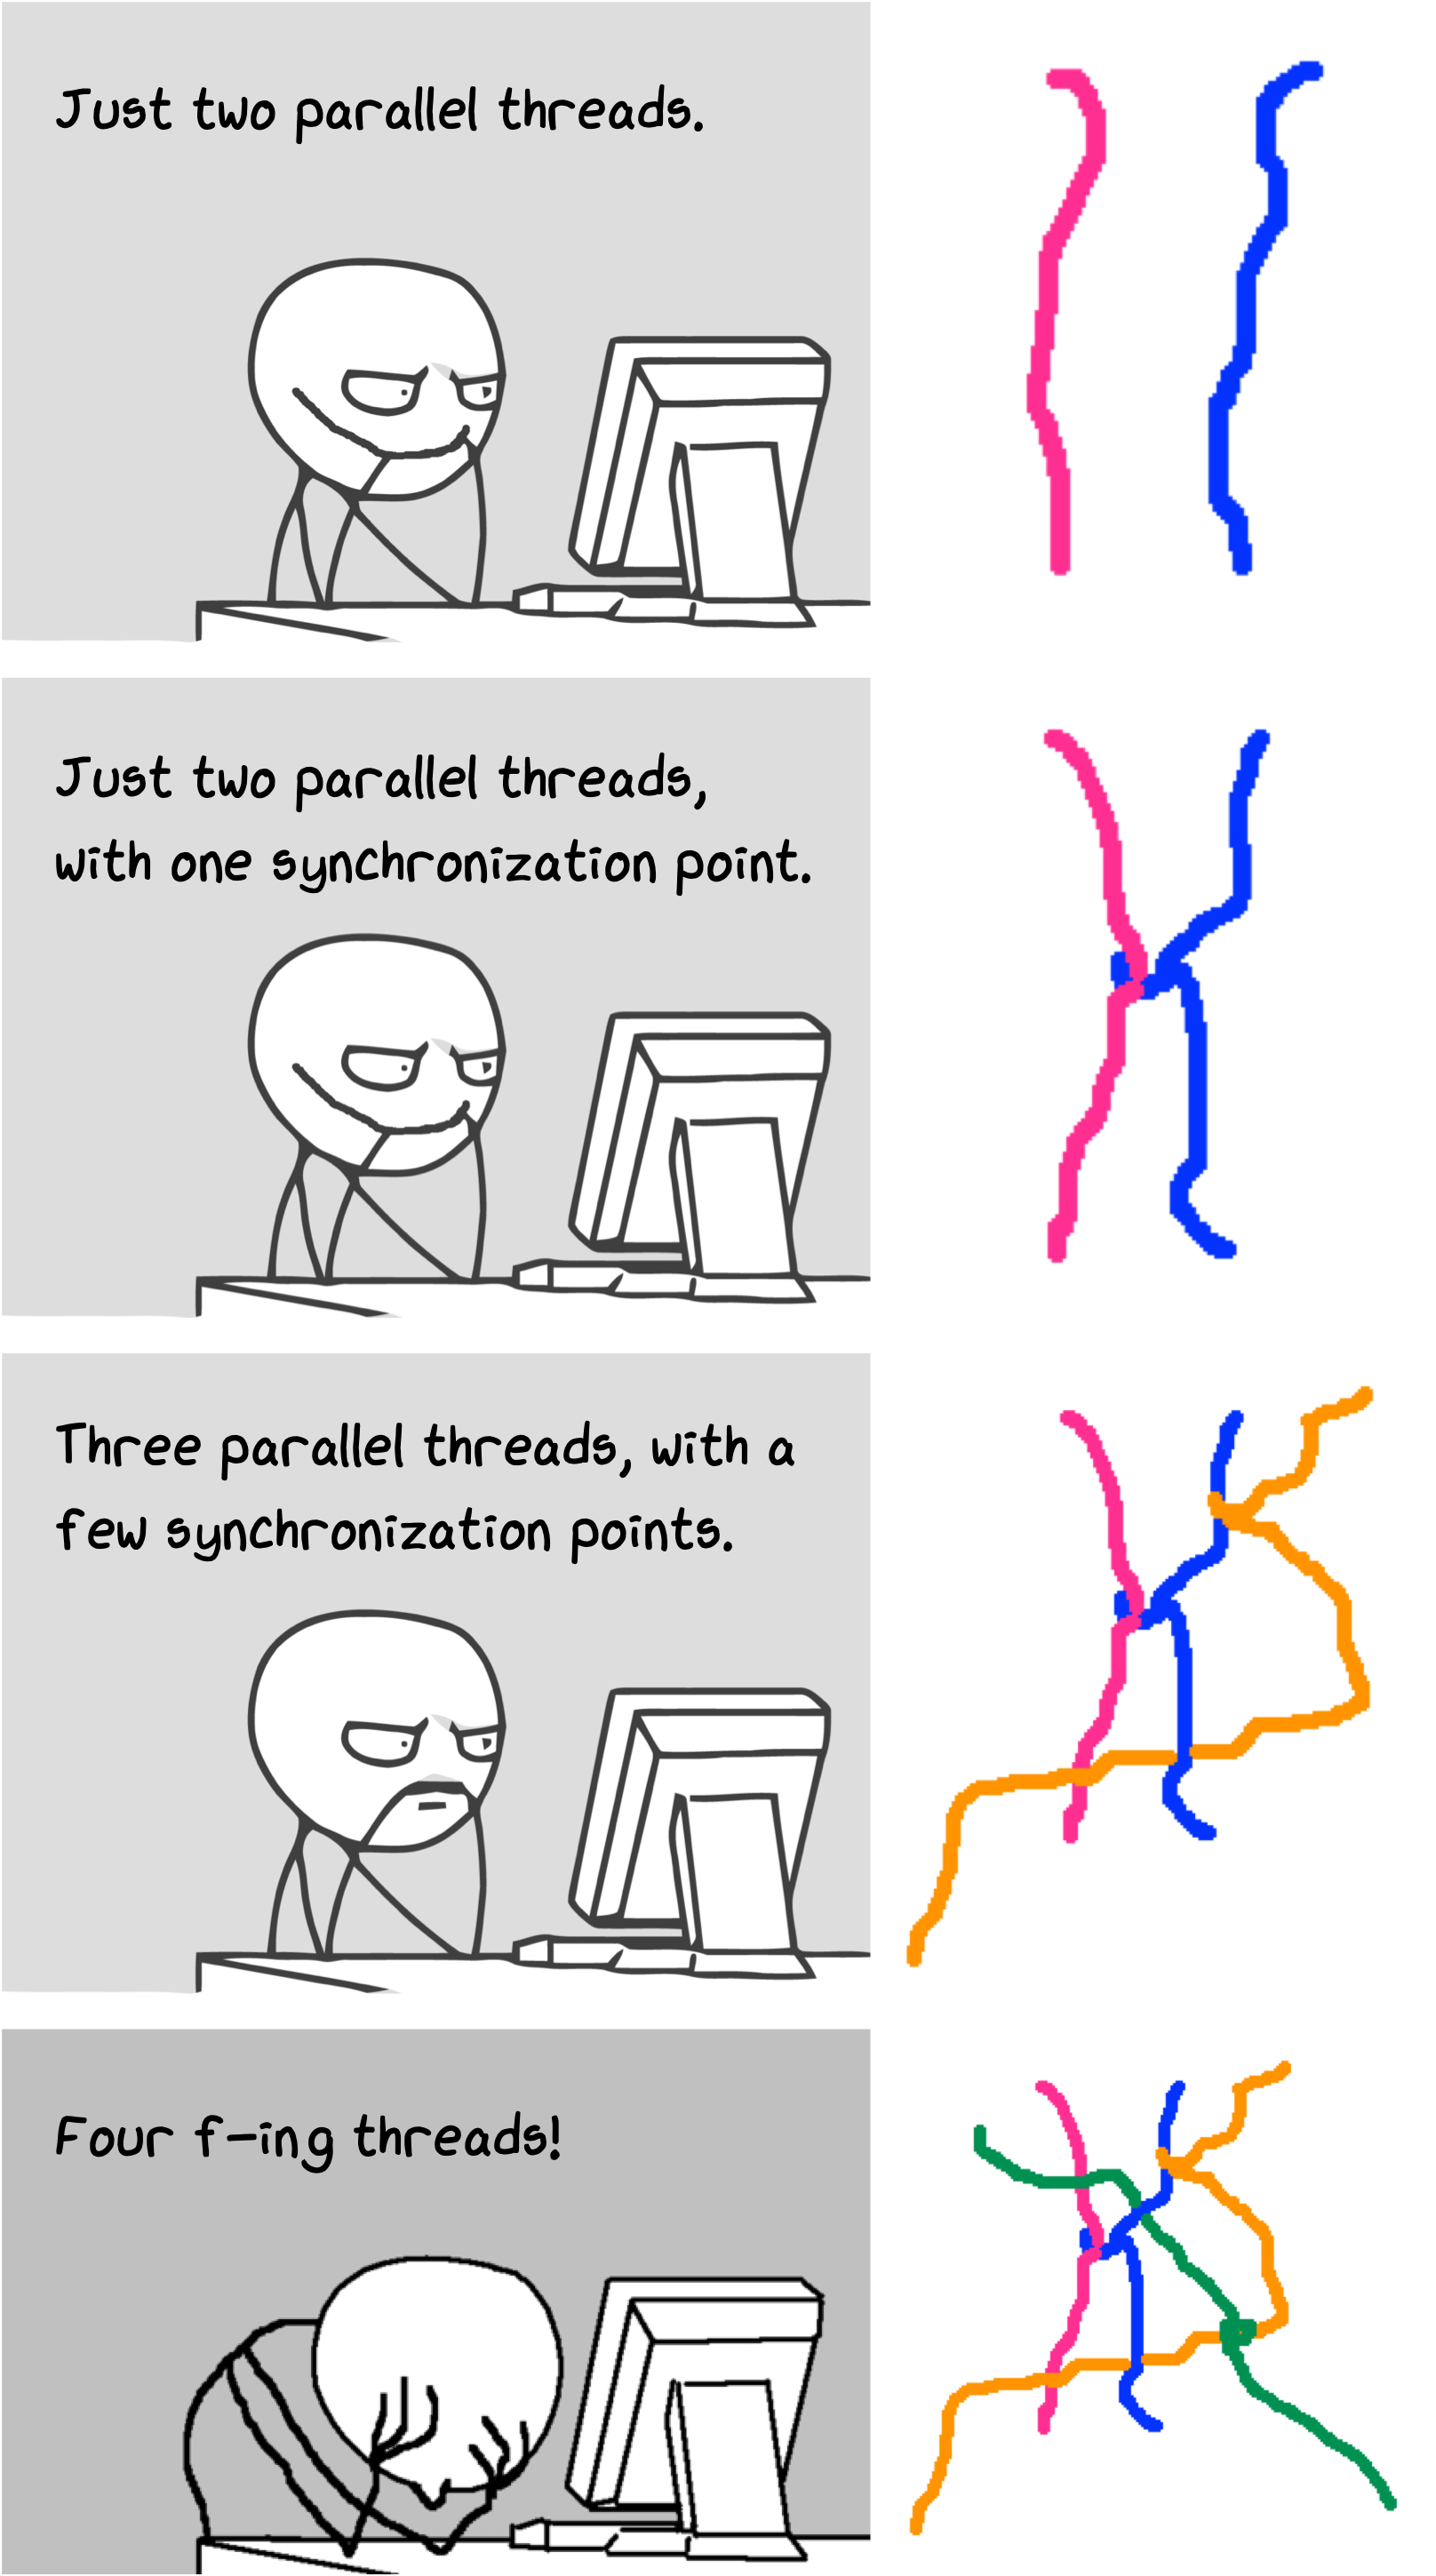 Just two parallel threads.
Just two parallel threads,
with one synchronization point.
Three parallel threads, with a
few synchronization points.
Four f-ing threads!